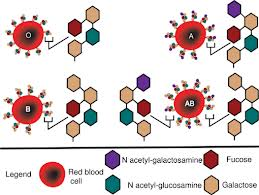 O
A
B
AB
Legend
Red blood
cell
N acetyl-galactosamine
Fucose
N acetyl-glucosamine
Galactose